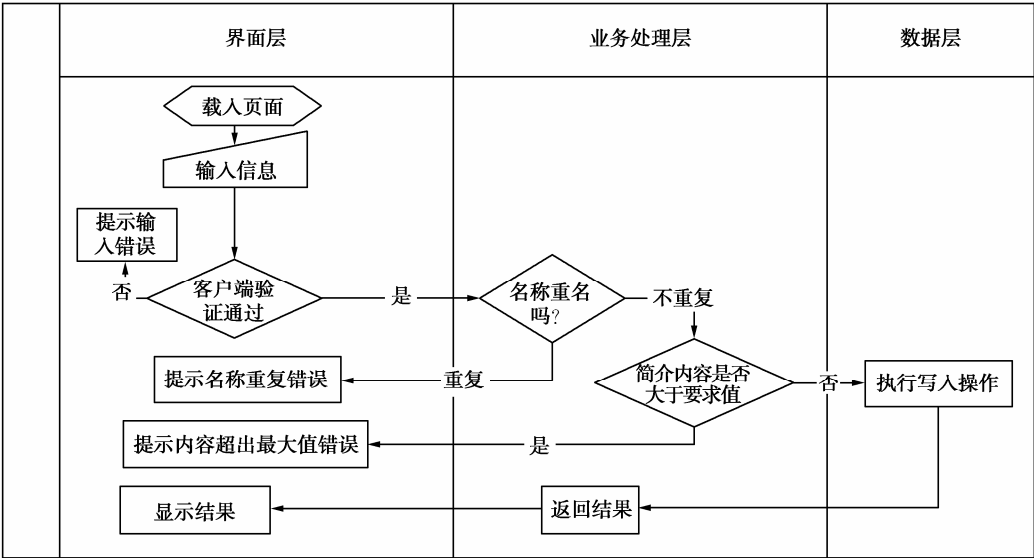 界面层
业务处理层
数据层
载入页面
输入信息
提示输
入错误
否
客户端验
证通过
是
名称重名
吗?
不重复
提示名称重复错误
重复
简介内容是否
大于要求值
否
执行写入操作
提示内容超出最大值错误
是
显示结果
返回结果